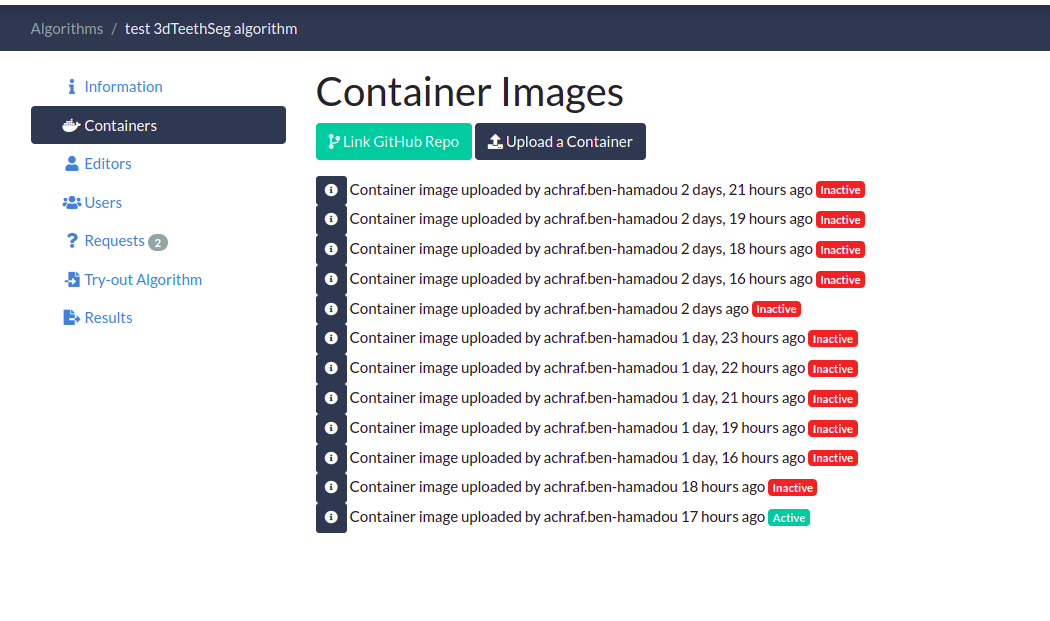 Algorithms / test 3dTeethSeg algorithm
Information
Containers
Editors
Users
Requests 2
Try-out Algorithm
Results
Container Images
Link GitHub Repo Upload a Container
Container image uploaded by achraf.ben-hamadou 2 days, 21 hours ago Inactive
Container image uploaded by achraf.ben-hamadou 2 days, 19 hours ago Inactive
Container image uploaded by achraf.ben-hamadou 2 days, 18 hours ago Inactive
Container image uploaded by achraf.ben-hamadou 2 days, 16 hours ago Inactive
Container image uploaded by achraf.ben-hamadou 2 days ago Inactive
Container image uploaded by achraf.ben-hamadou 1 day, 23 hours ago Inactive
Container image uploaded by achraf.ben-hamadou 1 day, 22 hours ago Inactive
Container image uploaded by achraf.ben-hamadou 1 day, 21 hours ago Inactive
Container image uploaded by achraf.ben-hamadou 1 day, 19 hours ago Inactive
Container image uploaded by achraf.ben-hamadou 1 day, 16 hours ago Inactive
Container image uploaded by achraf.ben-hamadou 18 hours ago Inactive
Container image uploaded by achraf.ben-hamadou 17 hours ago Active